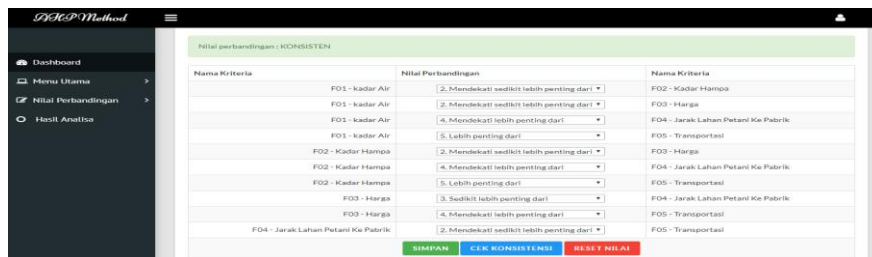 AHP Method
Nilai perbandingan : KONSISTEN
Dashboard
Menu Utama
Nilai Perbandingan
Hasil Analisa
Nama Kriteria Nilai Perbandingan Nama Kriteria
F01 - kadar Air 2. Mendekati sedikit lebih penting dari F02 - Kadar Hampa
F01 - kadar Air 2. Mendekati sedikit lebih penting dari F03 - Harga
F01 - kadar Air 4. Mendekati lebih penting dari F04 - Jarak Lahan Petani Ke Pabrik
F01 - kadar Air 5. Lebih penting dari F05 - Transportasi
F02 - Kadar Hampa 2. Mendekati sedikit lebih penting dari F03 - Harga
F02 - Kadar Hampa 4. Mendekati lebih penting dari F04 - Jarak Lahan Petani Ke Pabrik
F02 - Kadar Hampa 5. Lebih penting dari F05 - Transportasi
F03 - Harga 3. Sedikit lebih penting dari F04 - Jarak Lahan Petani Ke Pabrik
F03 - Harga 4. Mendekati lebih penting dari F05 - Transportasi
F04 - Jarak Lahan Petani Ke Pabrik 2. Mendekati sedikit lebih penting dari F05 - Transportasi
SIMPAN CEK KONSISTENSI RESET NILAI